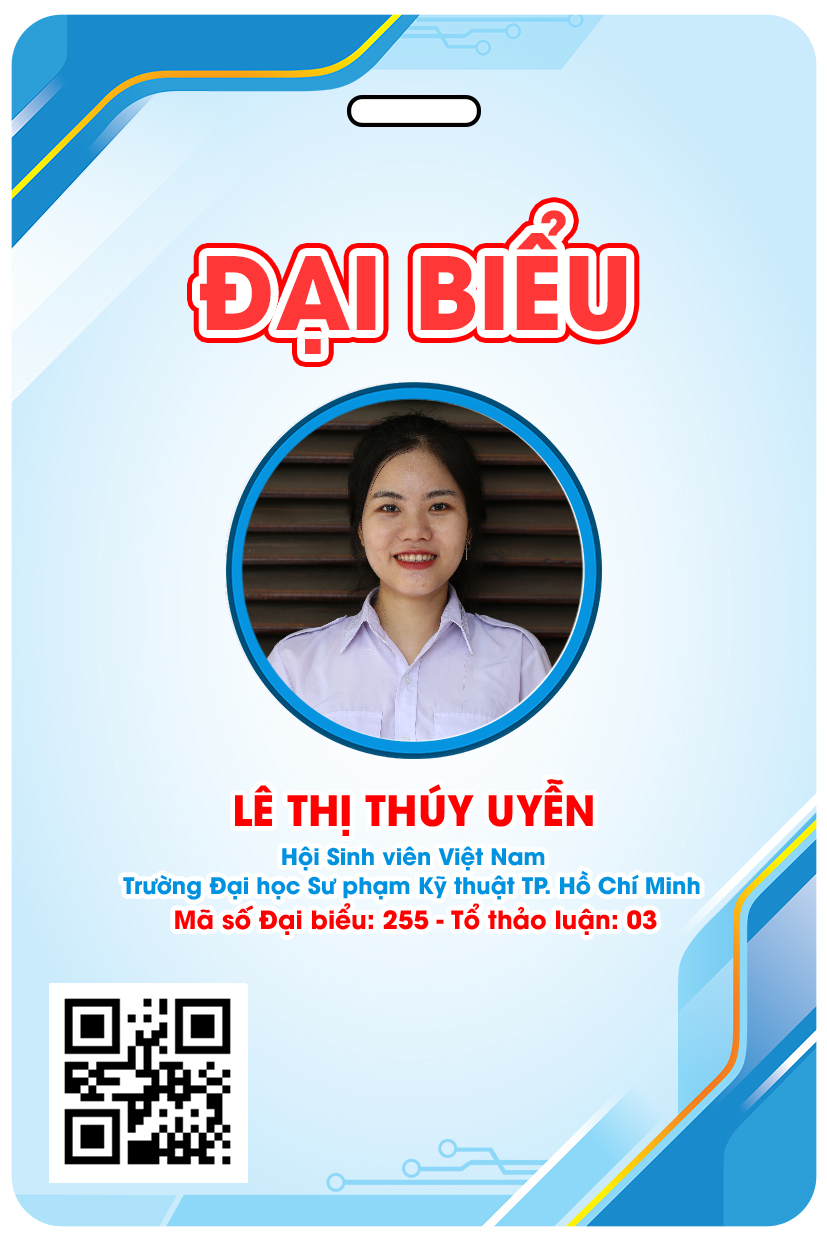 ĐẠI BIỂU
LÊ THỊ THÚY UYỄN
Hội Sinh viên Việt Nam
Trường Đại học Sư phạm Kỹ thuật TP. Hồ Chí Minh
Mã số Đại biểu: 255 - Tổ thảo luận: 03